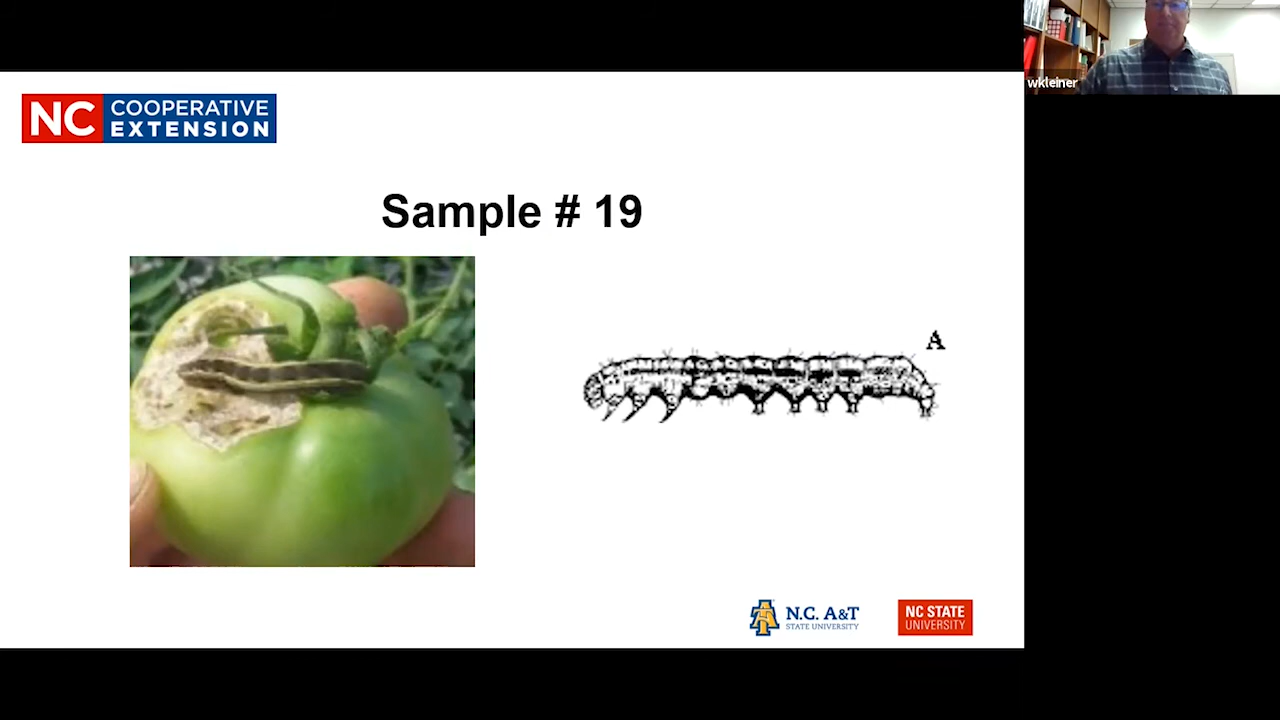 wkleiner
NC COOPERATIVE
EXTENSION
Sample # 19
A
N.C. A&T
STATE UNIVERSITY
NC STATE
UNIVERSITY